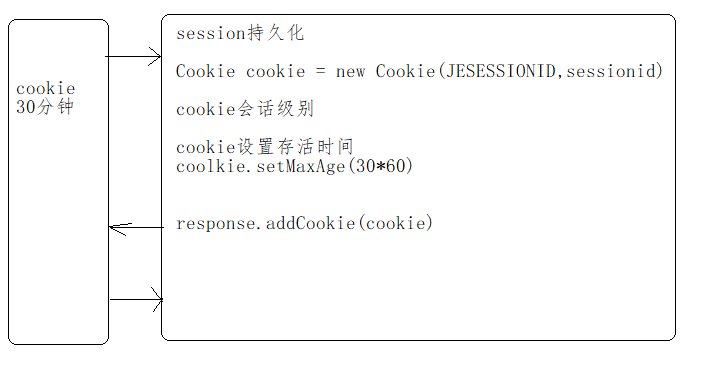 cookie
30分钟
session持久化
Cookie cookie = new Cookie(JESESSIONID,sessionid)
cookie会话级别
cookie设置存活时间
coolkie.setMaxAge(30*60)
response.addCookie(cookie)